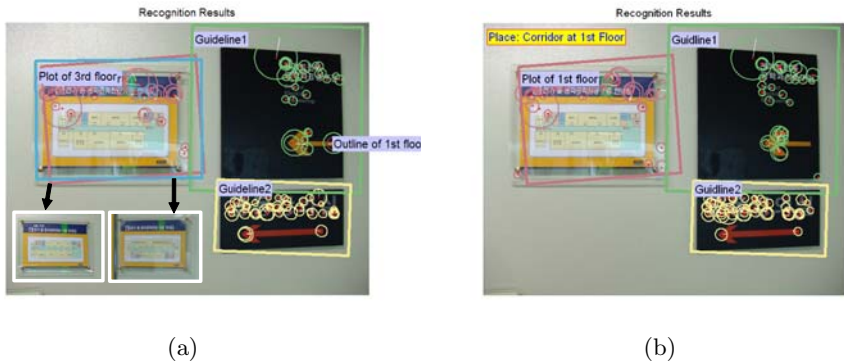 Recognition Results
Guideline1
Plot of 3rd floor
Outline of 1st floo
Guideline2
(a)
Recognition Results
Place: Corridor at 1st Floor
Guidline1
Plot of 1st floor
Guidline2
(b)